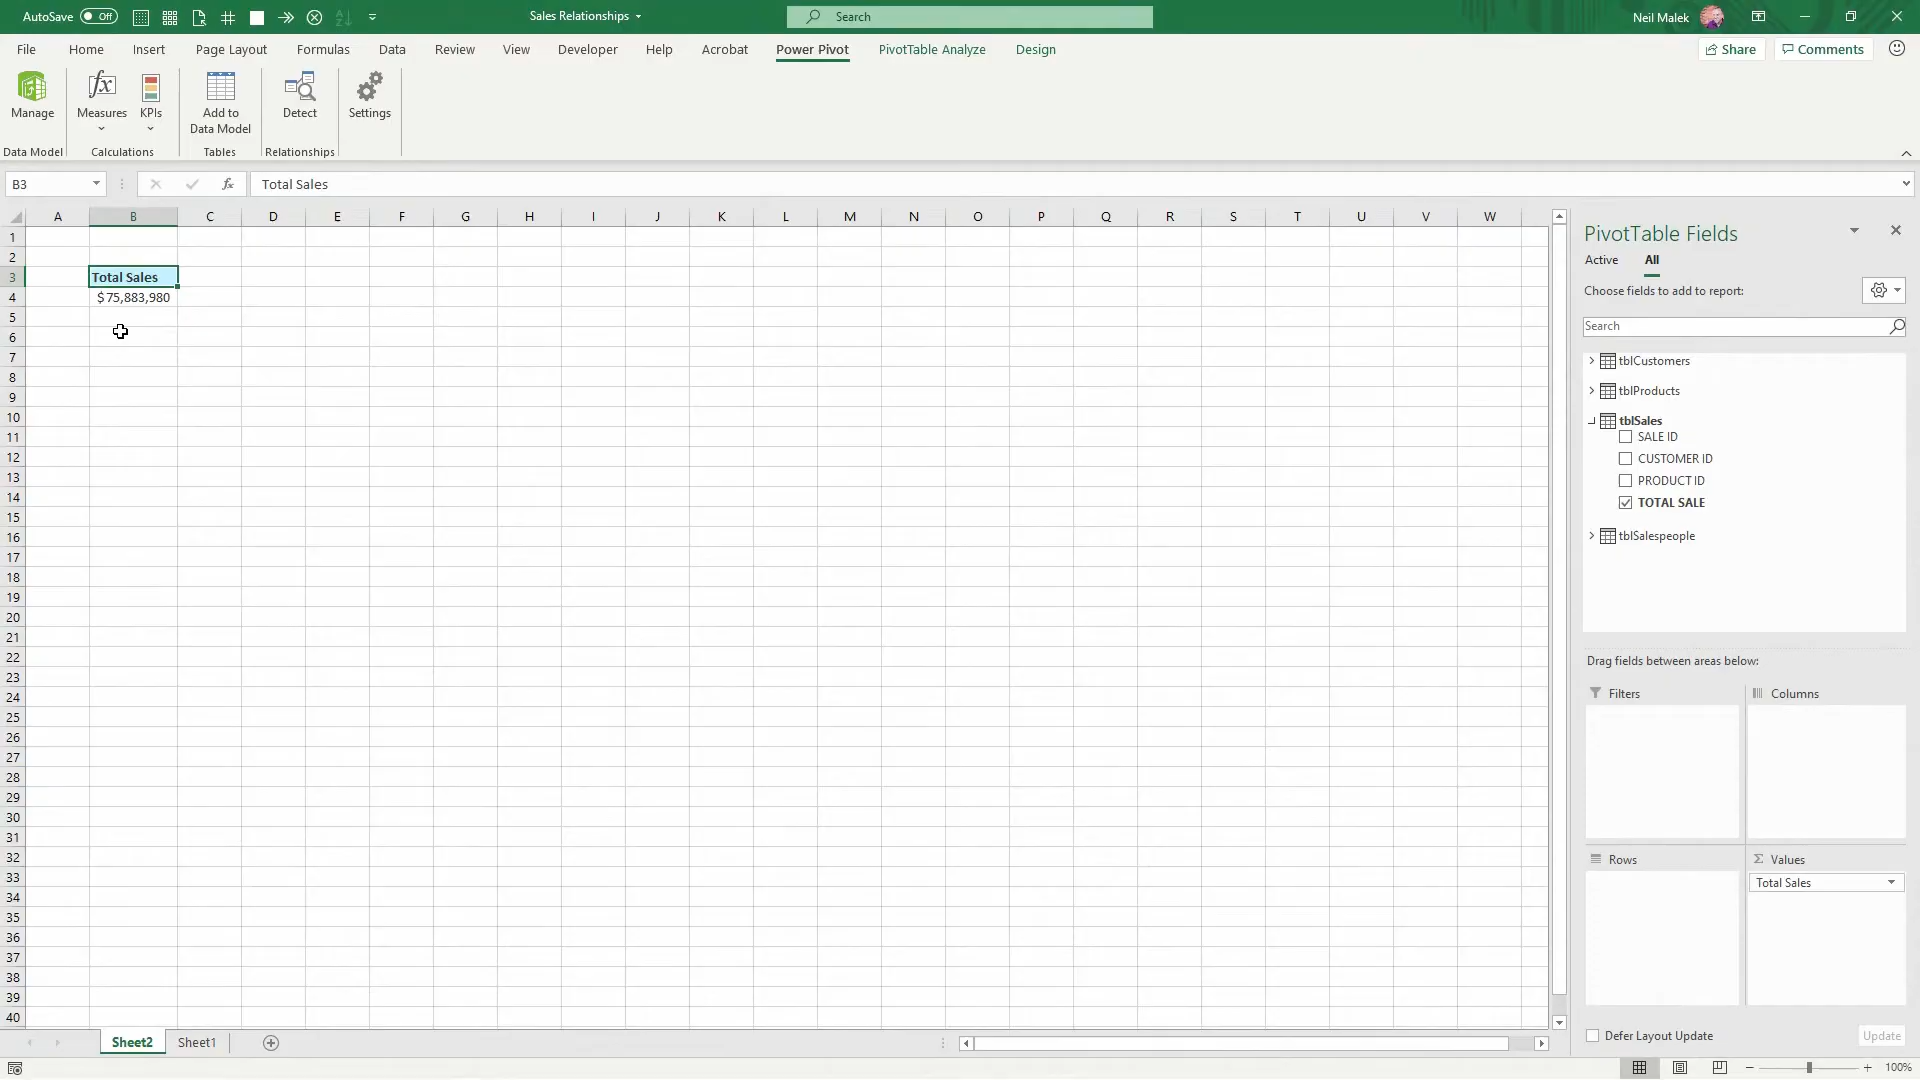 AutoSave Off
Sales Relationships
Search
Neil Malek
File Home Insert Page Layout Formulas Data Review View Developer Help Acrobat Power Pivot PivotTable Analyze Design
Share Comments
Manage
Measures
KPIs
Add to
Data Model
Detect
Settings
Data Model Calculations Tables Relationships
B3
fx
Total Sales
A B C D E F G H I J K L M N O P Q R S T U V W
1
2
3 Total Sales
4 $75,883,980
5
6
7
8
9
10
11
12
13
14
15
16
17
18
19
20
21
22
23
24
25
26
27
28
29
30
31
32
33
34
35
36
37
38
39
40
PivotTable Fields
Active All
Choose fields to add to report:
Search
tblCustomers
tblProducts
tblSales
SALE ID
CUSTOMER ID
PRODUCT ID
TOTAL SALE
tblSalespeople
Drag fields between areas below:
Filters
Columns
Rows
Σ Values
Total Sales
Defer Layout Update
Update
Sheet2 Sheet1
100%